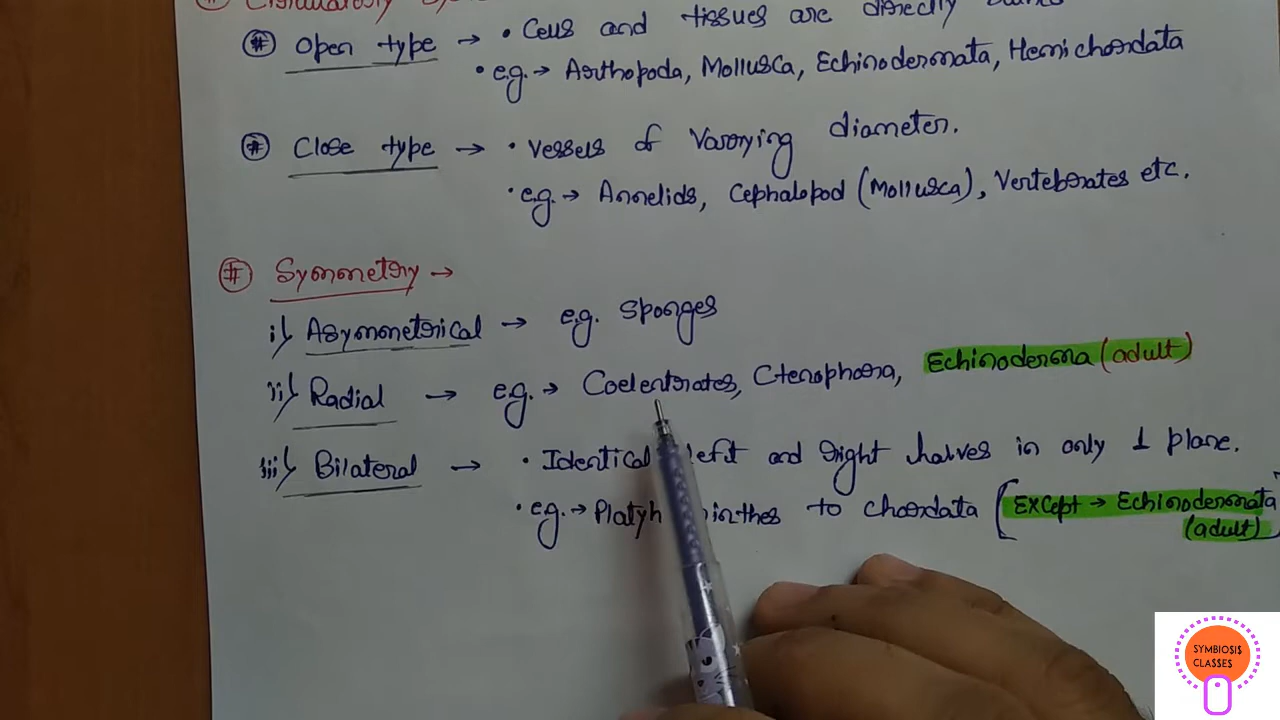 # Circulatory
# Open type → • Cells and tissues are directly
• e.g. → Arthopoda, Mollusca, Echinodermata, Hemichordata
# Close type → • Vessels of Varying diameter.
• e.g. → Annelids, Cephalopod (Mollusca), Vertebrates etc.
# Symmetry →
i) Asymmetrical → e.g. Sponges
ii) Radial → e.g. → Coelentrates, Ctenophora, Echinoderma (adult)
iii) Bilateral → • Identical left and right halves in only 1 plane.
• e.g. → to Chordata [Except → Echinodermata
(adult)]
SYMBIOSIS
CLASSES